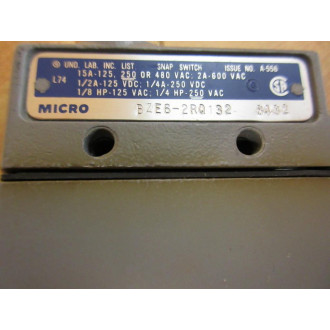 UND. LAB. INC. LIST SNAP SWITCH ISSUE NO. A-556
15A-125, 250 OR 480 VAC; 2A-600 VAC
L74 1/2A-125 VDC; 1/4A-250 VDC
1/8 HP-125 VAC; 1/4 HP-250 VAC
MICRO BZE6-2RQ132